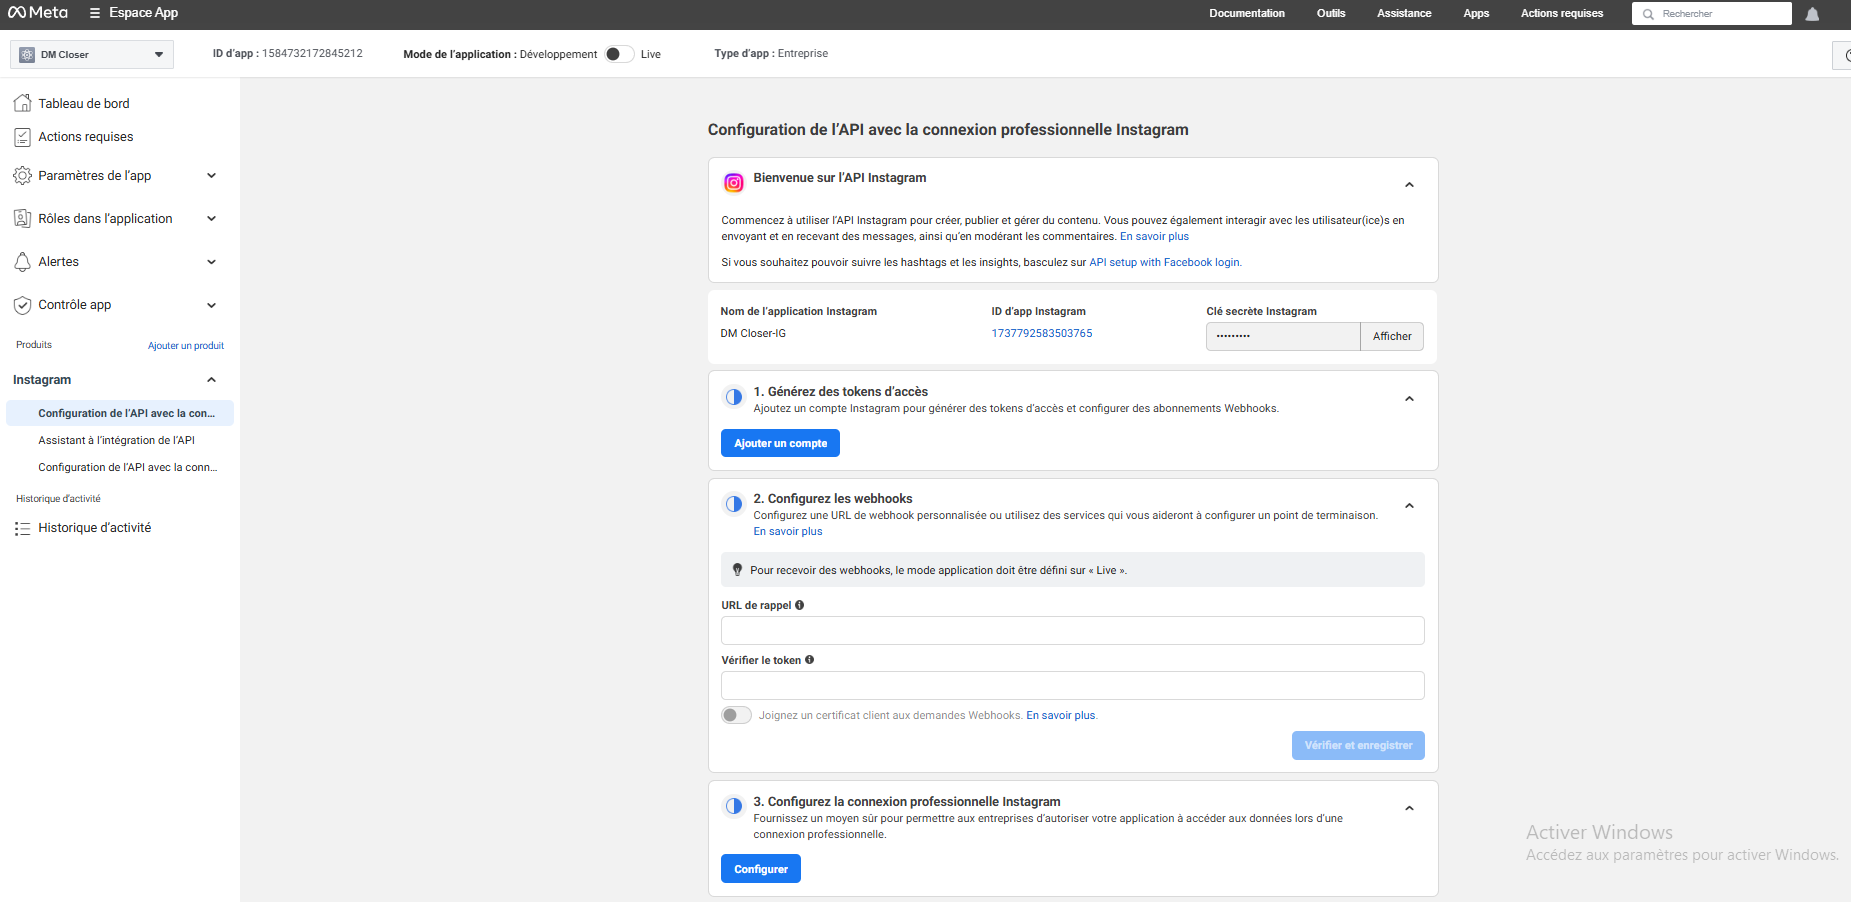 Meta
Espace App
Documentation
Outils
Assistance
Apps
Actions requises
Rechercher
DM Closer
ID d'app : 1584732172845212
Mode de l'application : Développement
Live
Type d'app : Entreprise
Tableau de bord
Actions requises
Paramètres de l'app
Rôles dans l'application
Alertes
Contrôle app
Produits
Ajouter un produit
Instagram
Configuration de l'API avec la con...
Assistant à l'intégration de l'API
Configuration de l'API avec la conn...
Historique d'activité
Historique d'activité
Configuration de l'API avec la connexion professionnelle Instagram
Bienvenue sur l'API Instagram
Commencez à utiliser l'API Instagram pour créer, publier et gérer du contenu. Vous pouvez également interagir avec les utilisateur(ice)s en
envoyant et en recevant des messages, ainsi qu'en modérant les commentaires. En savoir plus
Si vous souhaitez pouvoir suivre les hashtags et les insights, basculez sur API setup with Facebook login.
Nom de l'application Instagram
ID d'app Instagram
Clé secrète Instagram
DM Closer-IG
1737792583503765
•••••••••
Afficher
1. Générez des tokens d'accès
Ajoutez un compte Instagram pour générer des tokens d'accès et configurer des abonnements Webhooks.
Ajouter un compte
2. Configurez les webhooks
Configurez une URL de webhook personnalisée ou utilisez des services qui vous aideront à configurer un point de terminaison.
En savoir plus
Pour recevoir des webhooks, le mode application doit être défini sur « Live ».
URL de rappel
Vérifier le token
Joignez un certificat client aux demandes Webhooks. En savoir plus.
Vérifier et enregistrer
3. Configurez la connexion professionnelle Instagram
Fournissez un moyen sûr pour permettre aux entreprises d'autoriser votre application à accéder aux données lors d'une
connexion professionnelle.
Configurer
Activer Windows
Accédez aux paramètres pour activer Windows.